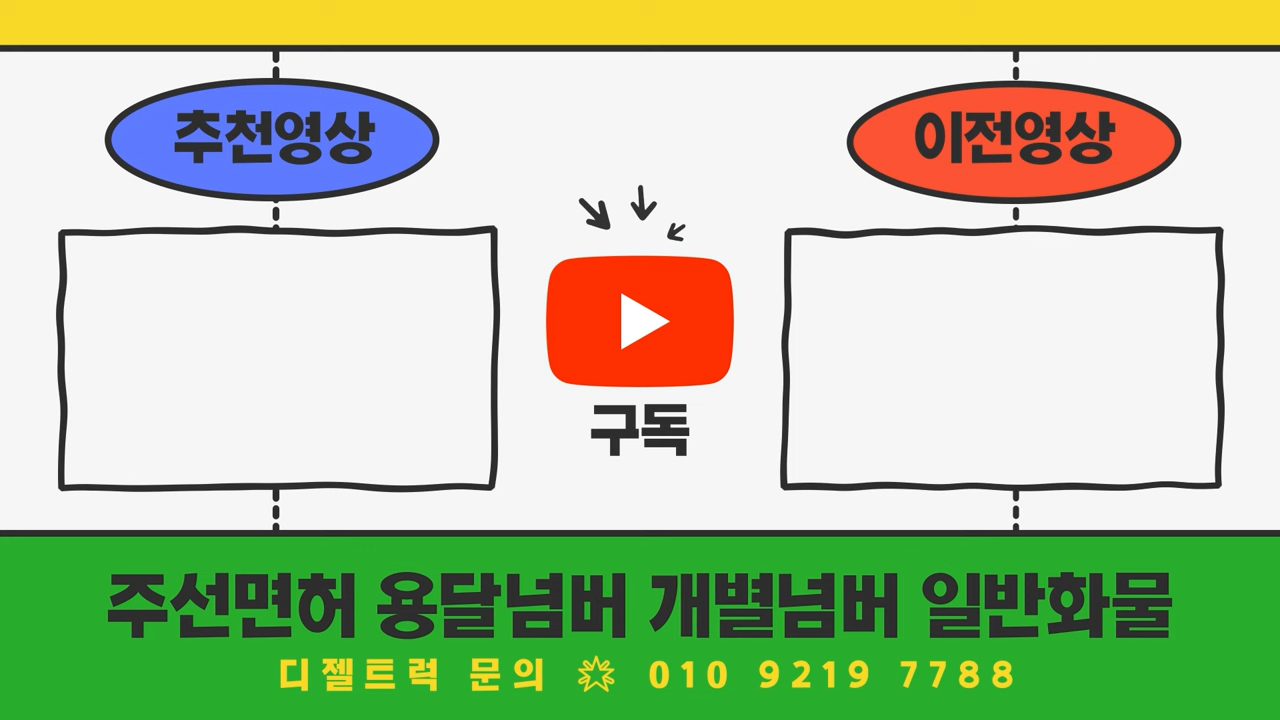 추천영상
이전영상
구독
주선면허 용달넘버 개별넘버 일반화물
디젤트럭 문의 010 9219 7788